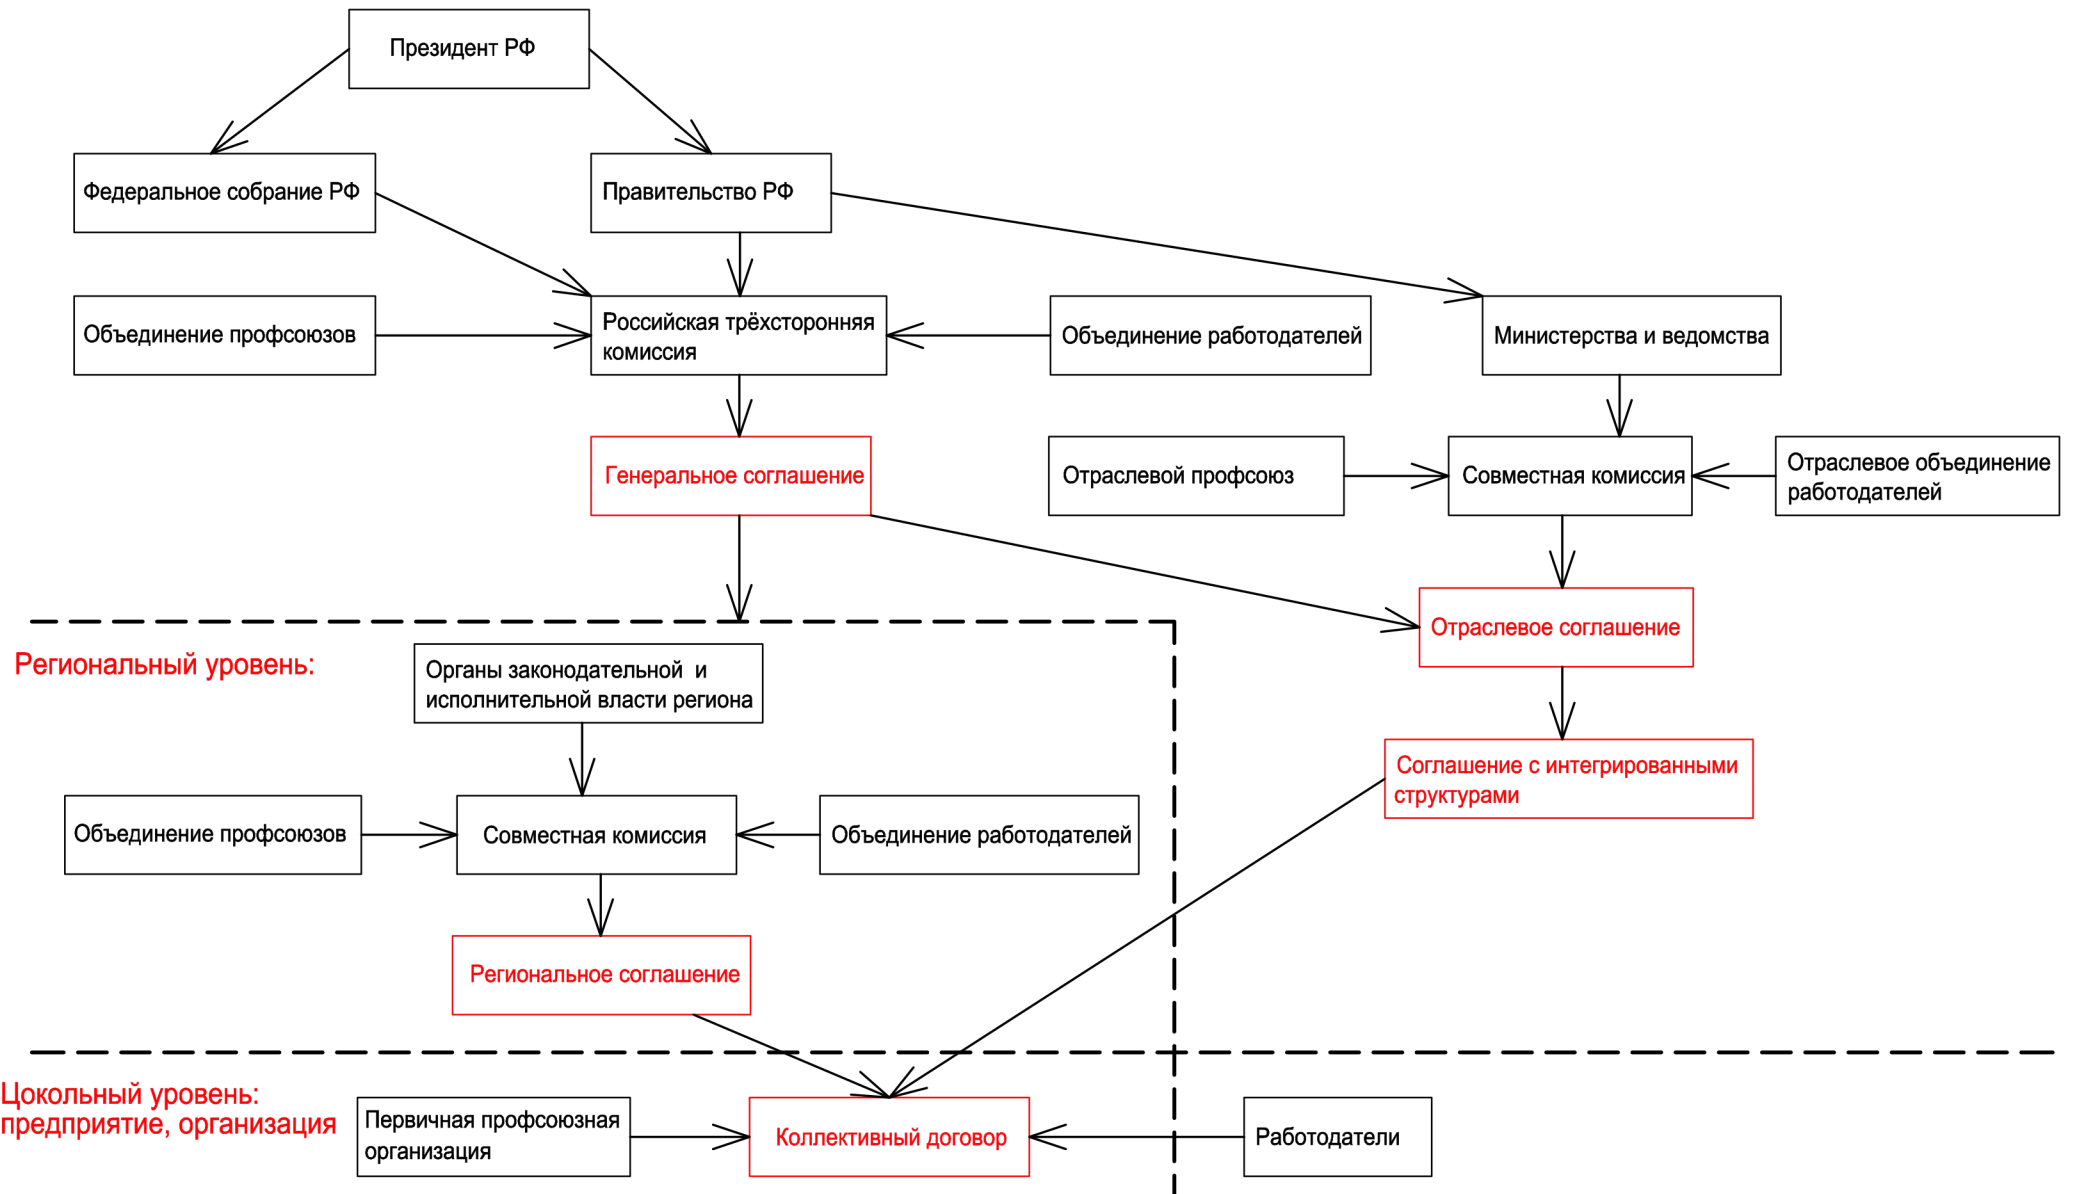 Президент РФ
Федеральное собрание РФ
Правительство РФ
Объединение профсоюзов
Российская трёхсторонняя
комиссия
Объединение работодателей
Министерства и ведомства
Генеральное соглашение
Отраслевой профсоюз
Совместная комиссия
Отраслевое объединение
работодателей
Отраслевое соглашение
Региональный уровень:
Органы законодательной и
исполнительной власти региона
Соглашение с интегрированными
структурами
Объединение профсоюзов
Совместная комиссия
Объединение работодателей
Региональное соглашение
Цокольный уровень:
предприятие, организация
Первичная профсоюзная
организация
Коллективный договор
Работодатели